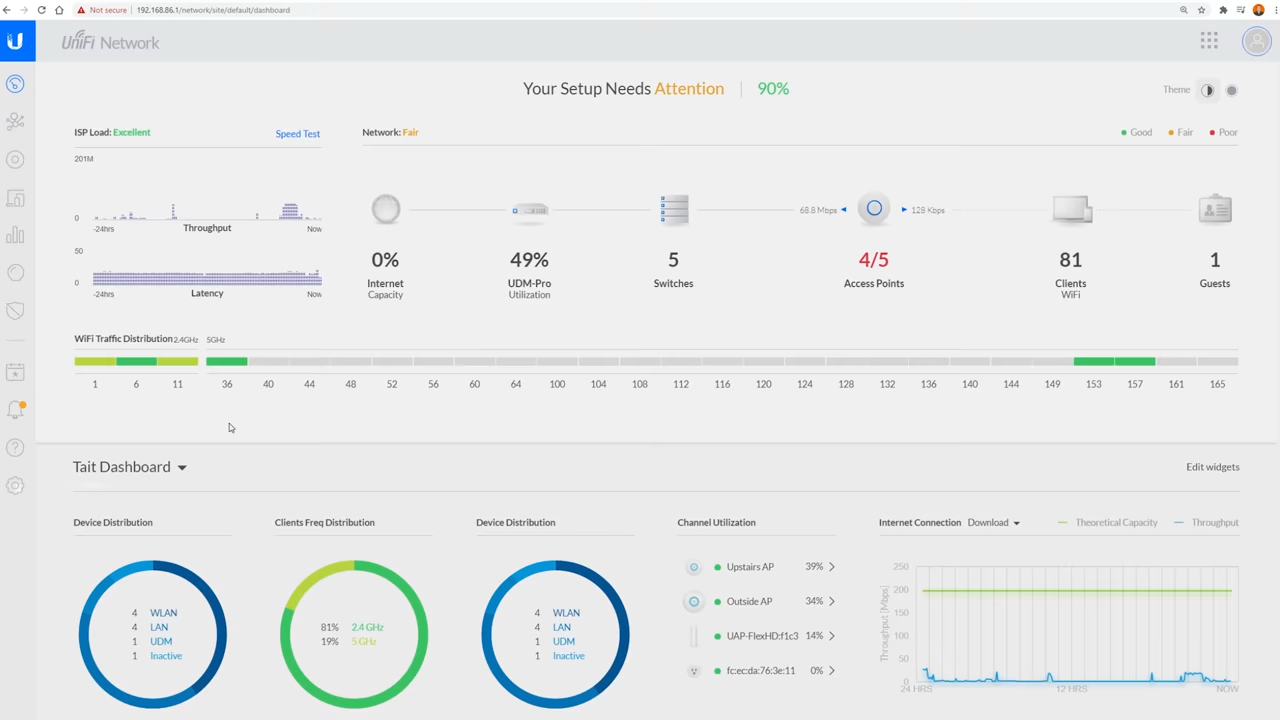 Not secure 192.168.86.1/network/site/default/dashboard
UniFi Network
Your Setup Needs Attention 90%
Theme
ISP Load: Excellent Speed Test
Network: Fair
Good Fair Poor
201M
0
-24hrs Throughput Now
50
0
-24hrs Latency Now
68.8 Mbps 128 Kbps
0% 49% 5 4/5 81 1
Internet UDM-Pro Switches Access Points Clients Guests
Capacity Utilization WiFi
WiFi Traffic Distribution 2.4GHz 5GHz
1 6 11 36 40 44 48 52 56 60 64 100 104 108 112 116 120 124 128 132 136 140 144 149 153 157 161 165
Tait Dashboard
Edit widgets
Device Distribution
4 WLAN
4 LAN
1 UDM
1 Inactive
Clients Freq Distribution
81% 2.4 GHz
19% 5 GHz
Device Distribution
4 WLAN
4 LAN
1 UDM
1 Inactive
Channel Utilization
Upstairs AP 39%
Outside AP 34%
UAP-FlexHD:f1c3 14%
fc:ec:da:76:3e:11 0%
Internet Connection Download Theoretical Capacity Throughput
Throughput [Mbps]
250
200
150
100
50
0
24 HRS 12 HRS NOW